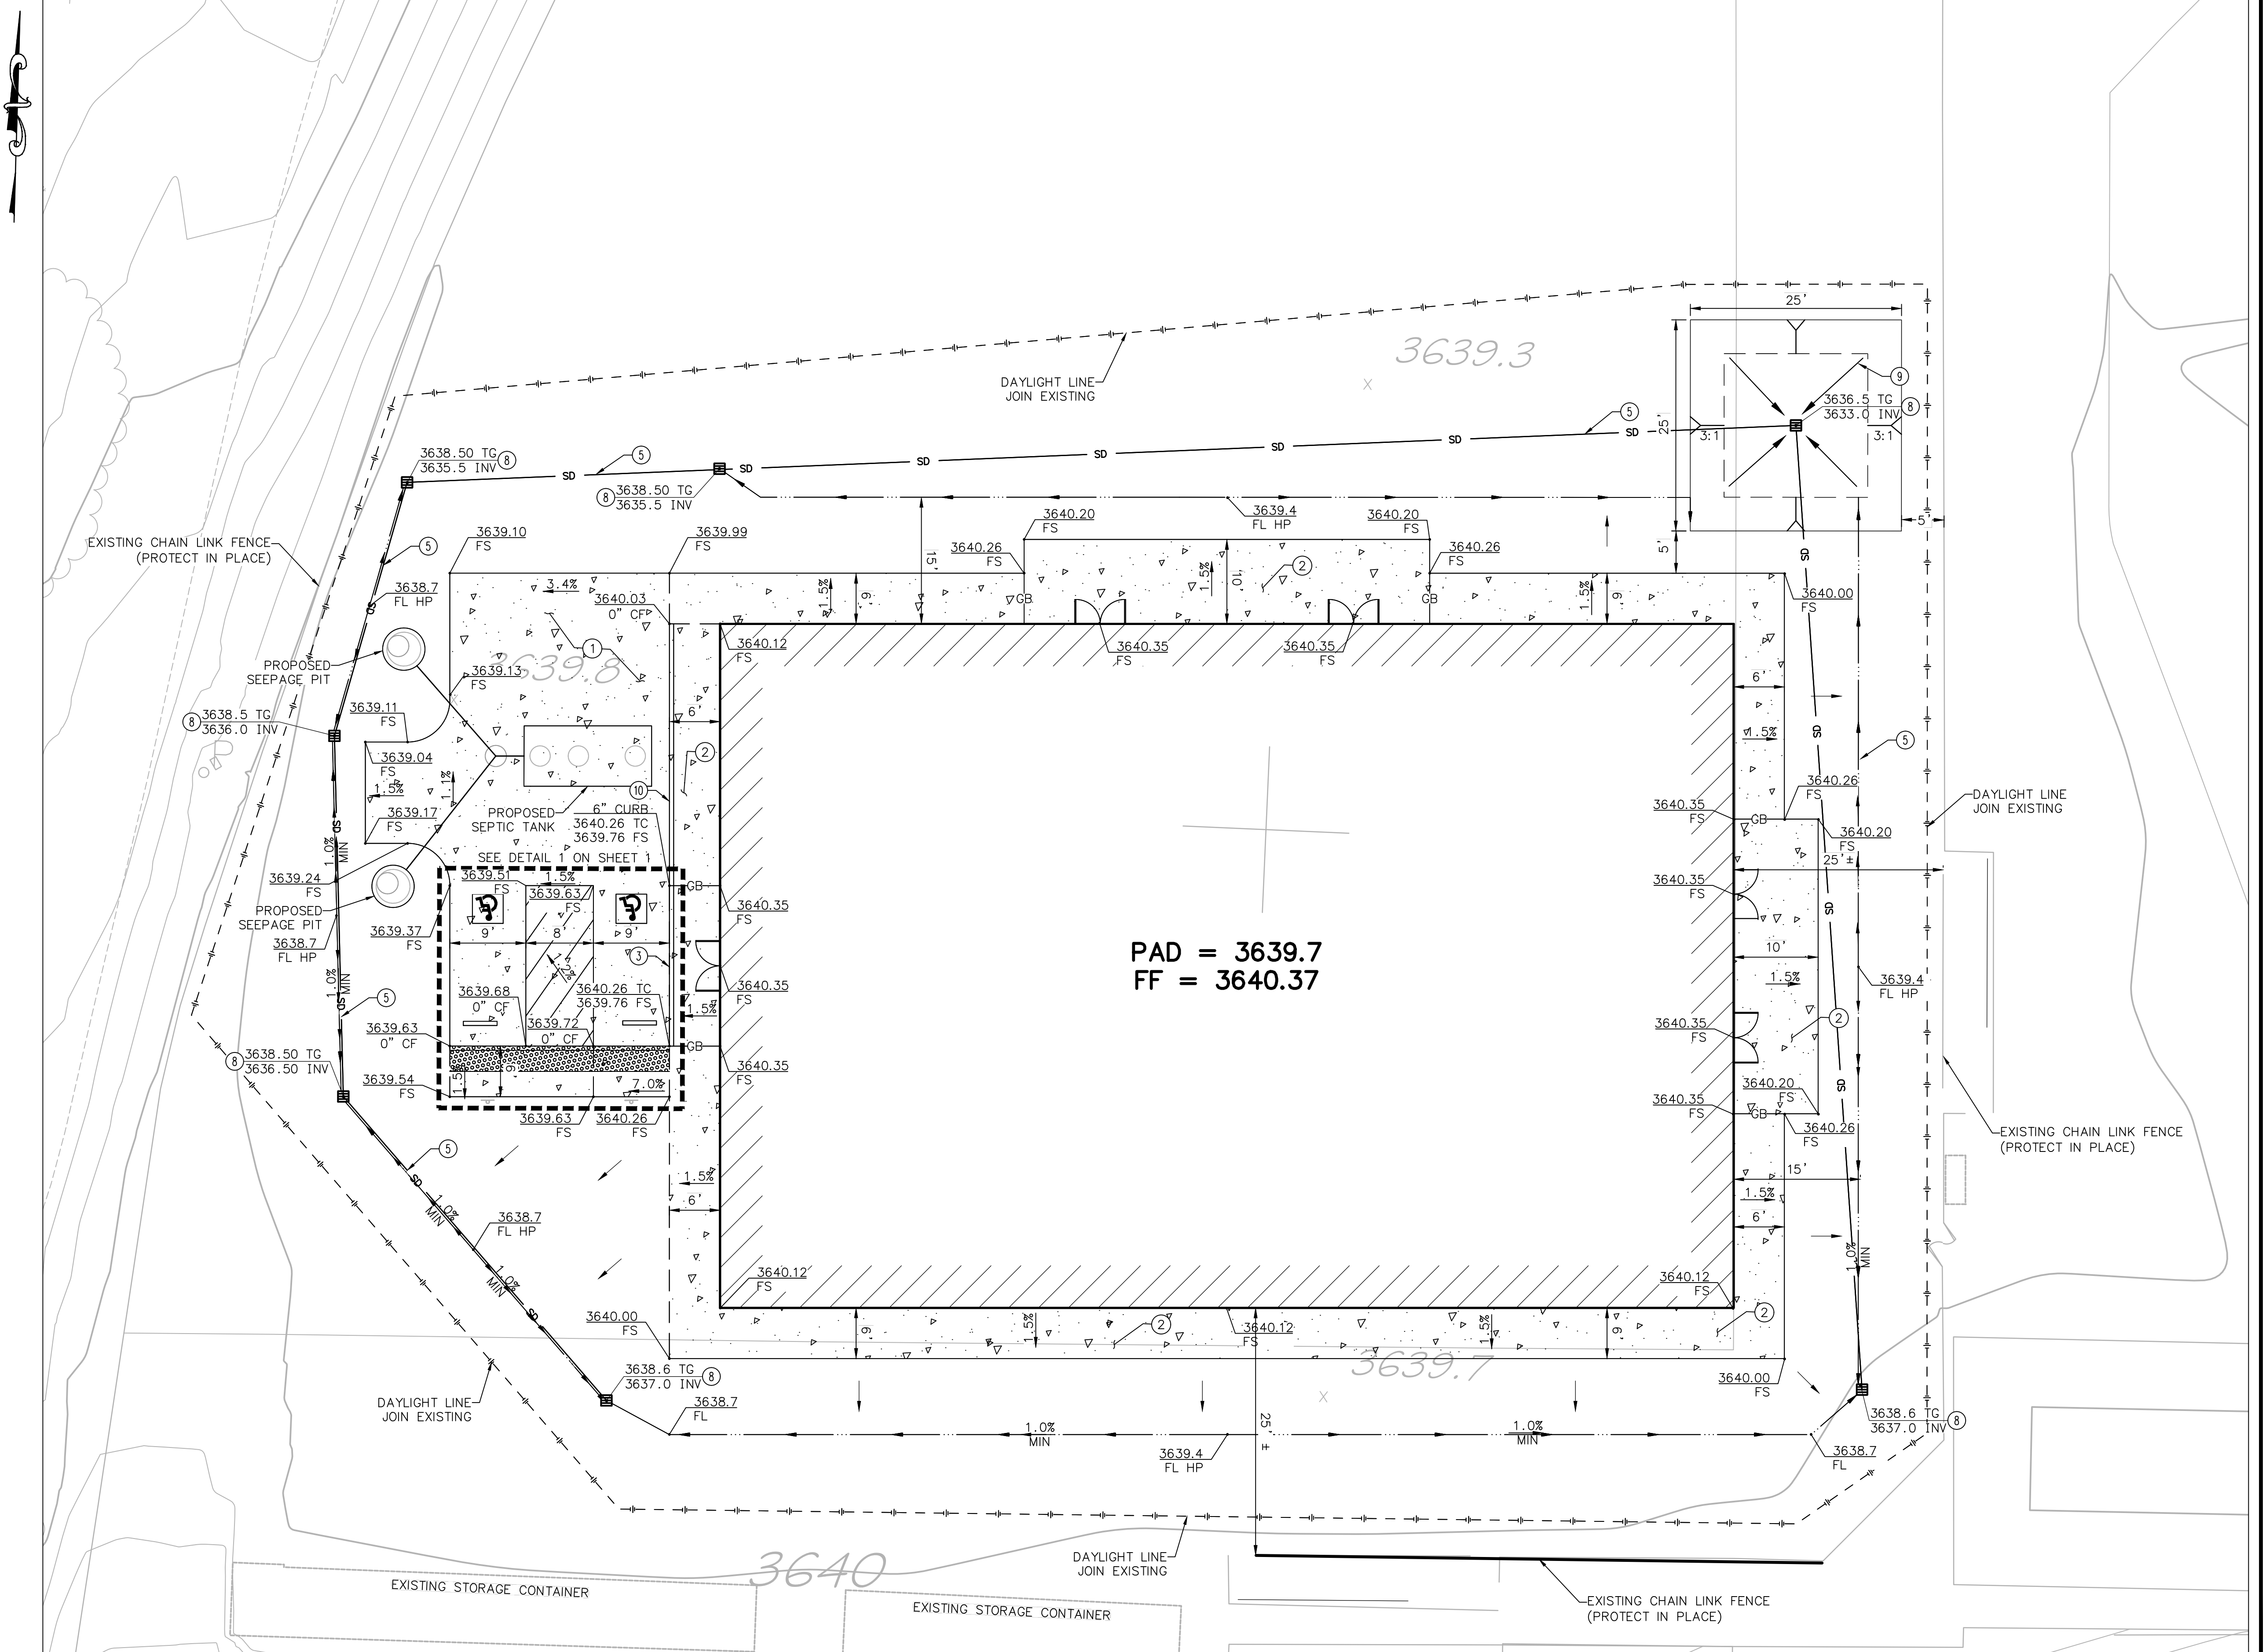 25'
3639.3
DAYLIGHT LINE
JOIN EXISTING
9
3636.5 TG
3633.0 INV
8
25'
3:1
3:1
5
SD
SD
SD
SD
SD
SD
SD
3638.50 TG
3635.5 INV
8
5
8
3638.50 TG
3635.5 INV
3639.4
FL HP
5'
5'
SD
EXISTING CHAIN LINK FENCE
(PROTECT IN PLACE)
5
3639.10
FS
3639.99
FS
3640.20
FS
3640.20
FS
3640.26
FS
3640.26
FS
15'
3638.7
FL HP
SD
3.4%
3640.03
0" CF
1.5%
6'
GB
1.5%
10'
2
GB
1.5%
6'
3640.00
FS
1
3640.12
FS
3640.35
FS
3640.35
FS
PROPOSED
SEEPAGE PIT
3639.8
3639.13
FS
6'
8
3638.5 TG
3636.0 INV
3639.11
FS
6'
SD
5
1.5%
3639.04
FS
2
1.5%
1.1%
10
6" CURB
3640.26 TC
3639.76 FS
PROPOSED
SEPTIC TANK
3639.17
FS
SD
1.0%
MIN
3640.26
FS
DAYLIGHT LINE
JOIN EXISTING
3640.35
FS
GB
3640.20
FS
25'±
SEE DETAIL 1 ON SHEET 1
3639.24
FS
3639.51
FS
1.5%
3639.63
FS
GB
3640.35
FS
3640.35
FS
PROPOSED
SEEPAGE PIT
3638.7
FL HP
3639.37
FS
9'
8'
9'
SD
3
1.2%
PAD = 3639.7
FF = 3640.37
10'
1.0%
MIN
SD
5
3639.68
0" CF
3640.26 TC
3639.76 FS
3640.35
FS
1.5%
1.5%
3639.4
FL HP
3639.63
0" CF
3639.72
0" CF
3640.35
FS
2
GB
8
3638.50 TG
3636.50 INV
3640.35
FS
3639.54
FS
1.5%
6'
7.0%
SD
3640.20
FS
3640.35
FS
GB
3639.63
FS
3640.26
FS
3640.26
FS
EXISTING CHAIN LINK FENCE
(PROTECT IN PLACE)
5
SD
1.5%
6'
15'
1.5%
6'
1.0%
MIN
3638.7
FL HP
1.0%
MIN
1.0%
MIN
SD
3640.12
FS
3640.12
FS
3640.00
FS
6'
1.5%
2
3640.12
FS
1.5%
6'
2
3639.7
3638.6 TG
3637.0 INV
8
3640.00
FS
DAYLIGHT LINE
JOIN EXISTING
3638.7
FL
3638.6 TG
3637.0 INV
8
1.0%
MIN
25'±
1.0%
MIN
3639.4
FL HP
3638.7
FL
3640
DAYLIGHT LINE
JOIN EXISTING
EXISTING STORAGE CONTAINER
EXISTING STORAGE CONTAINER
EXISTING CHAIN LINK FENCE
(PROTECT IN PLACE)